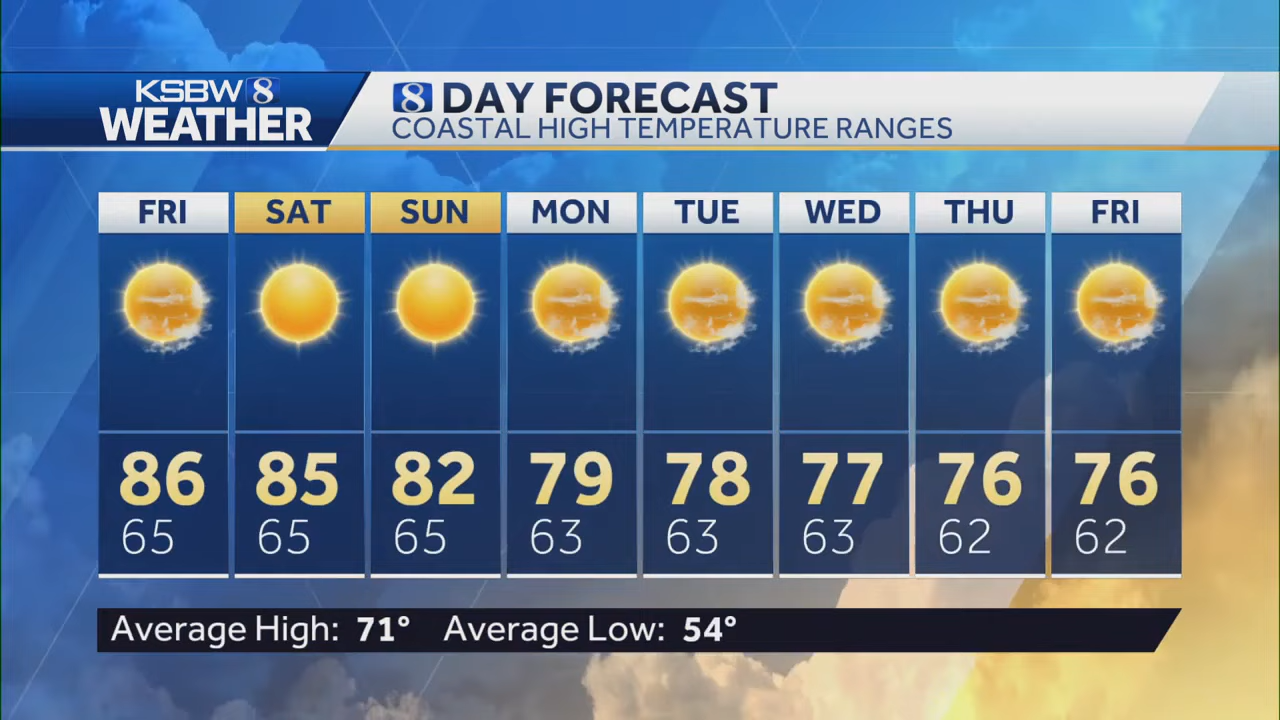 KSBW 8
WEATHER
8 DAY FORECAST
COASTAL HIGH TEMPERATURE RANGES
FRI SAT SUN MON TUE WED THU FRI
86 85 82 79 78 77 76 76
65 65 65 63 63 63 62 62
Average High: 71° Average Low: 54°